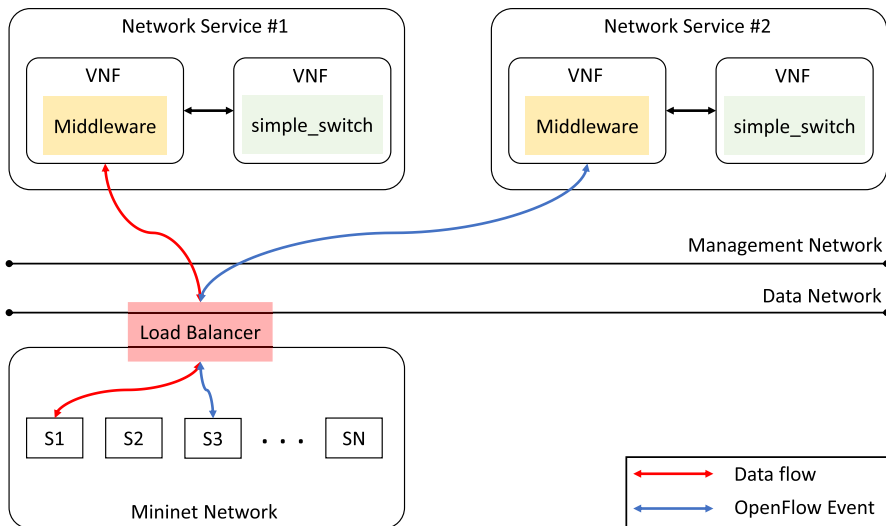 Network Service #1
Network Service #2
VNF
VNF
VNF
VNF
Middleware
simple_switch
Middleware
simple_switch
Management Network
Data Network
Load Balancer
S1
S2
S3
. . .
SN
Mininet Network
Data flow
OpenFlow Event